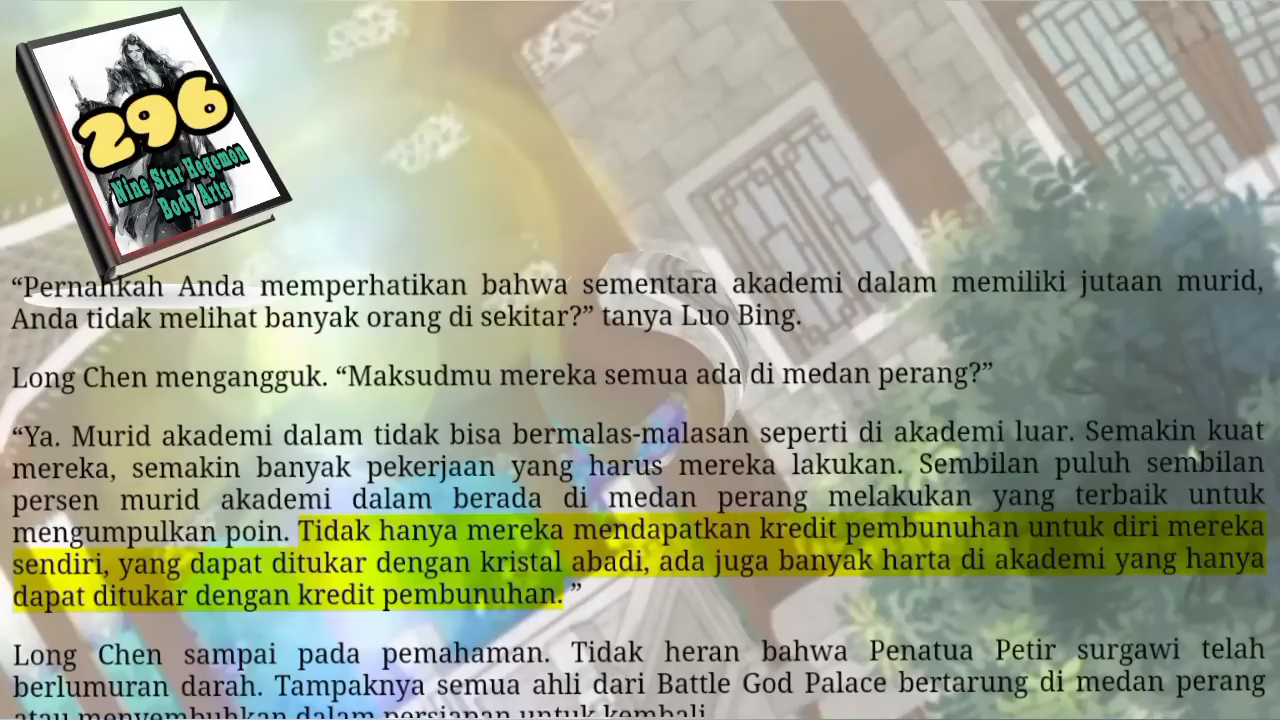 296
Nine Star Hegemon
Body Arts
“Pernahkah Anda memperhatikan bahwa sementara akademi dalam memiliki jutaan murid,
Anda tidak melihat banyak orang di sekitar?” tanya Luo Bing.
Long Chen mengangguk. “Maksudmu mereka semua ada di medan perang?”
“Ya. Murid akademi dalam tidak bisa bermalas-malasan seperti di akademi luar. Semakin kuat
mereka, semakin banyak pekerjaan yang harus mereka lakukan. Sembilan puluh sembilan
persen murid akademi dalam berada di medan perang melakukan yang terbaik untuk
mengumpulkan poin. Tidak hanya mereka mendapatkan kredit pembunuhan untuk diri mereka
sendiri, yang dapat ditukar dengan kristal abadi, ada juga banyak harta di akademi yang hanya
dapat ditukar dengan kredit pembunuhan. ”
Long Chen sampai pada pemahaman. Tidak heran bahwa Penatua Petir surgawi telah
berlumuran darah. Tampaknya semua ahli dari Battle God Palace bertarung di medan perang
atau menyembuhkan dalam persiapan untuk kembali.